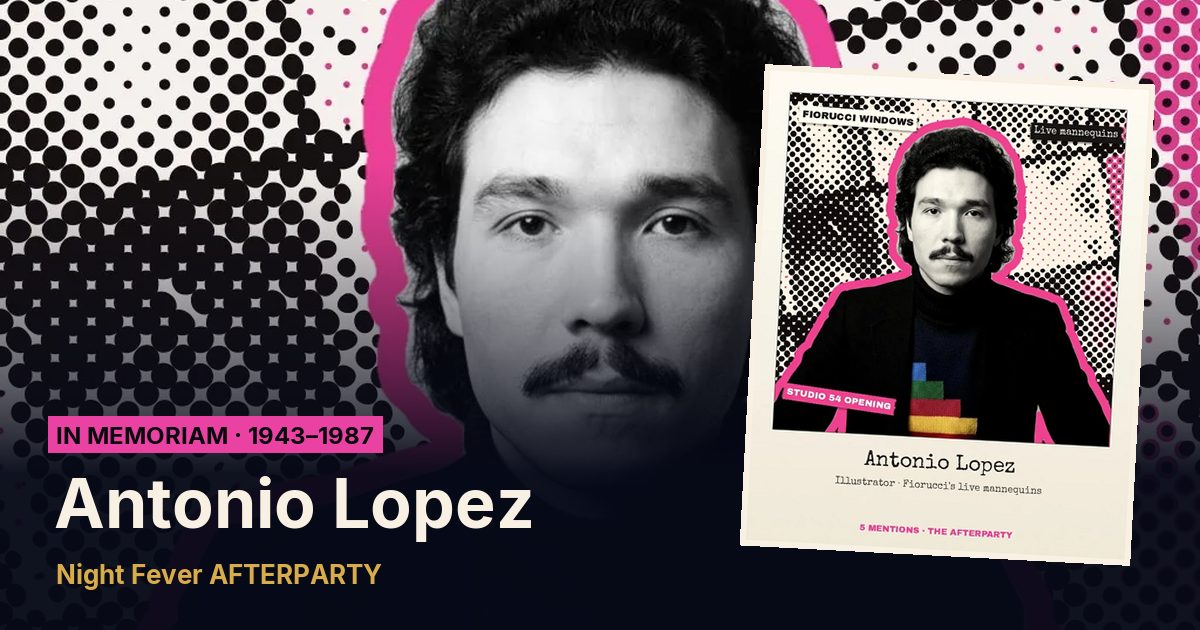 IN MEMORIAM · 1943–1987
Antonio Lopez
Night Fever AFTERPARTY
FIORUCCI WINDOWS
Live mannequins
STUDIO 54 OPENING
Antonio Lopez
Illustrator · Fiorucci's live mannequins
5 MENTIONS · THE AFTERPARTY